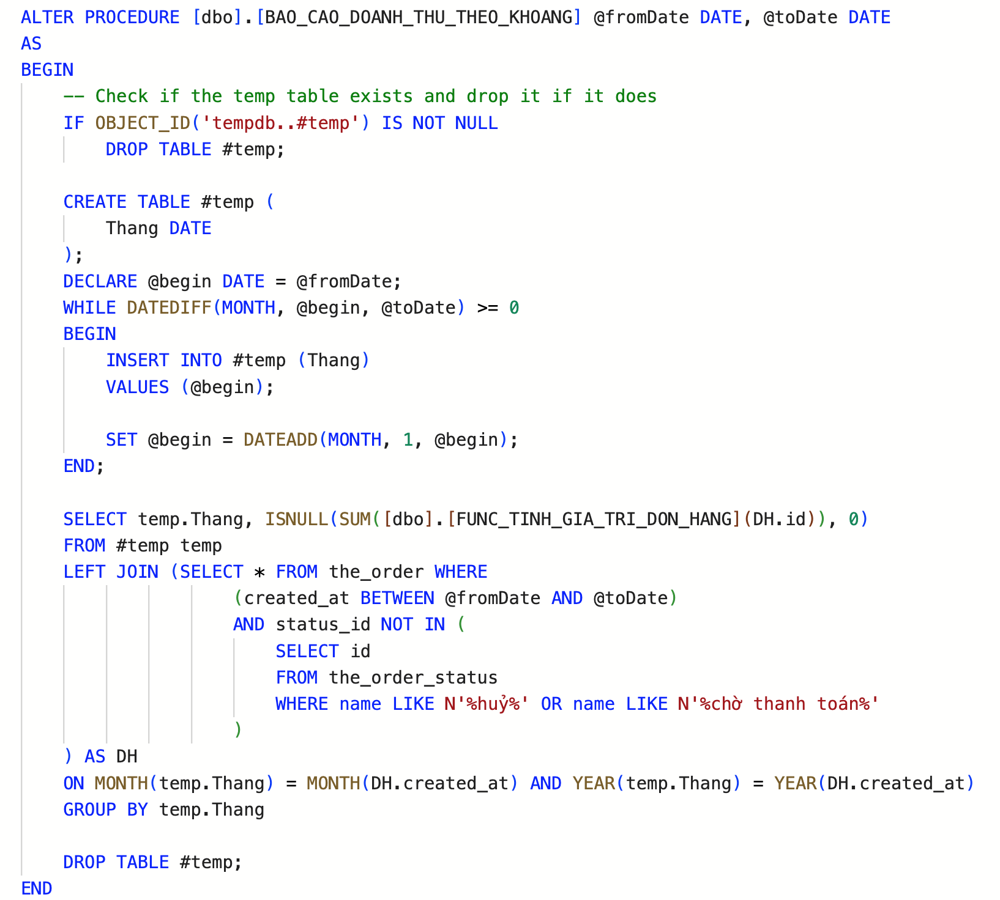 ALTER PROCEDURE [dbo].[BAO_CAO_DOANH_THU_THEO_KHOANG] @fromDate DATE, @toDate DATE
AS
BEGIN
-- Check if the temp table exists and drop it if it does
IF OBJECT_ID('tempdb..#temp') IS NOT NULL
DROP TABLE #temp;
CREATE TABLE #temp (
Thang DATE
);
DECLARE @begin DATE = @fromDate;
WHILE DATEDIFF(MONTH, @begin, @toDate) >= 0
BEGIN
INSERT INTO #temp (Thang)
VALUES (@begin);
SET @begin = DATEADD(MONTH, 1, @begin);
END;
SELECT temp.Thang, ISNULL(SUM([dbo].[FUNC_TINH_GIA_TRI_DON_HANG](DH.id)), 0)
FROM #temp temp
LEFT JOIN (SELECT * FROM the_order WHERE
(created_at BETWEEN @fromDate AND @toDate)
AND status_id NOT IN (
SELECT id
FROM the_order_status
WHERE name LIKE N'%huỷ%' OR name LIKE N'%chờ thanh toán%'
)
) AS DH
ON MONTH(temp.Thang) = MONTH(DH.created_at) AND YEAR(temp.Thang) = YEAR(DH.created_at)
GROUP BY temp.Thang
DROP TABLE #temp;
END